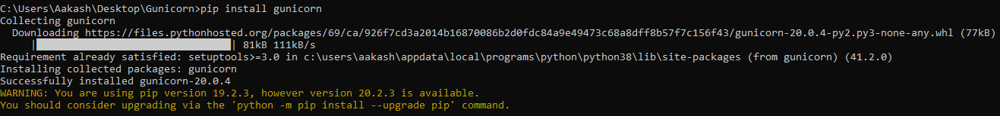 C:\Users\Aakash\Desktop\Gunicorn>pip install gunicorn
Collecting gunicorn
  Downloading https://files.pythonhosted.org/packages/69/ca/926f7cd3a2014b16870086b2d0fdc84a9e49473c68a8dff8b57f7c156f43/gunicorn-20.0.4-py2.py3-none-any.whl (77kB)
     |████████████████████████████████| 81kB 111kB/s
Requirement already satisfied: setuptools>=3.0 in c:\users\aakash\appdata\local\programs\python\python38\lib\site-packages (from gunicorn) (41.2.0)
Installing collected packages: gunicorn
Successfully installed gunicorn-20.0.4
WARNING: You are using pip version 19.2.3, however version 20.2.3 is available.
You should consider upgrading via the 'python -m pip install --upgrade pip' command.